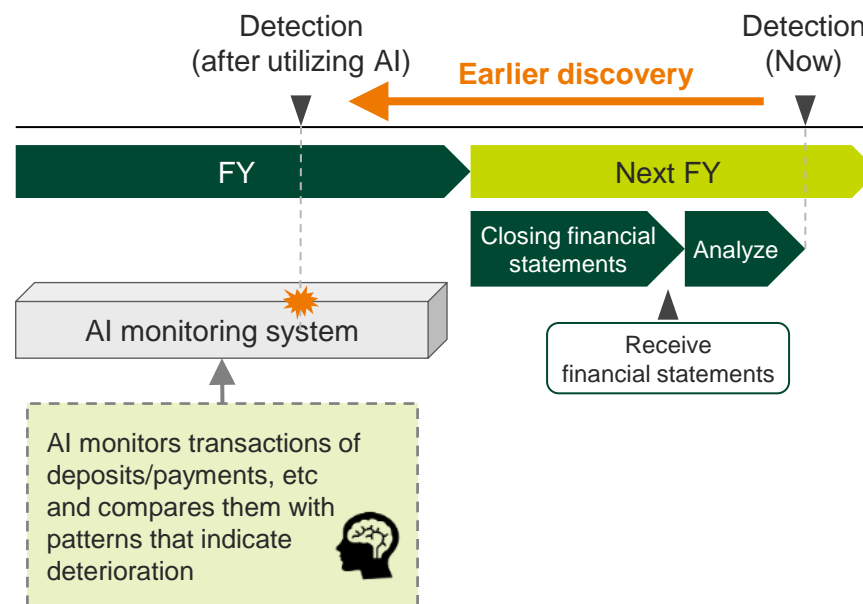 Detection
(after utilizing AI)
Earlier discovery
Detection
(Now)
FY
Next FY
Closing financial
statements
Analyze
AI monitoring system
Receive
financial statements
AI monitors transactions of
deposits/payments, etc
and compares them with
patterns that indicate
deterioration